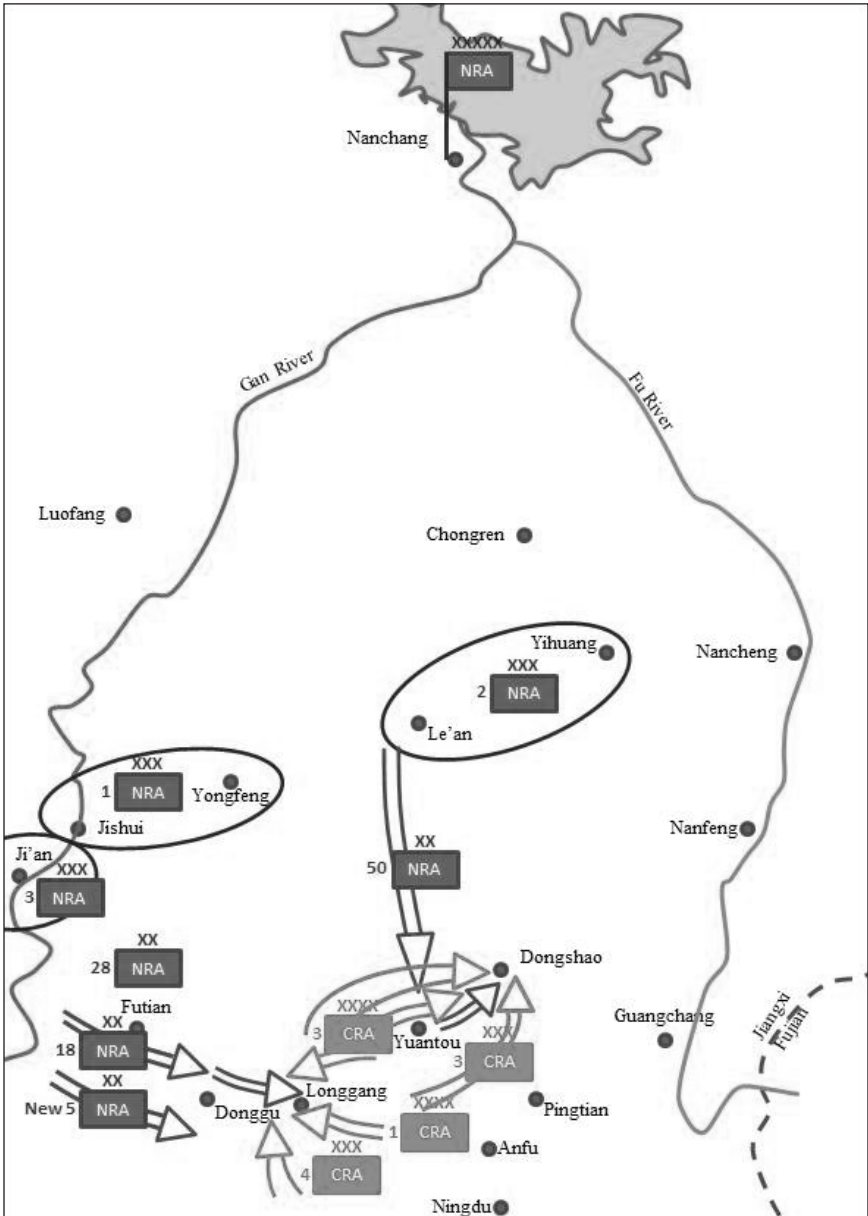 XXXXX
NRA
Nanchang
Gan River
Fu River
Luofang
Chongren
Yihuang
XXX
2 NRA
Nancheng
Le'an
XXX
1 NRA
Yongfeng
Jishui
Nanfeng
Ji'an
XXX
3 NRA
XX
50 NRA
XX
28 NRA
Dongshao
Futian
XX
18 NRA
XXXX
3 CRA
Yuantou
XXX
3 CRA
Guangchang
Jiangxi
Fujian
XX
New 5 NRA
Donggu
Longgang
XXXX
1 CRA
Pingtian
Anfu
XXX
4 CRA
Ningdu